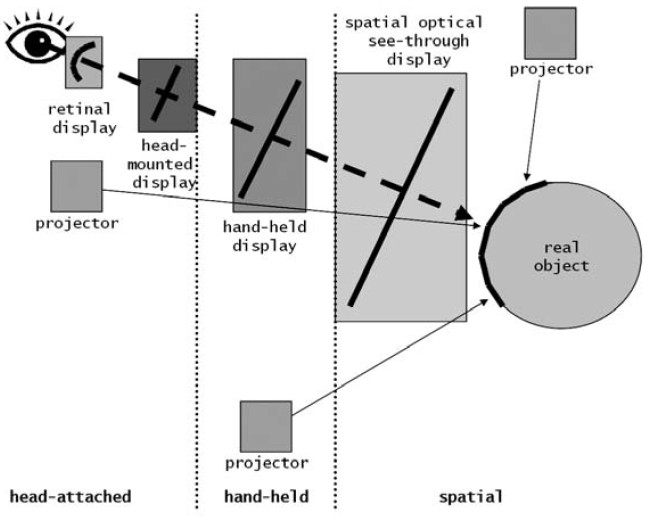 spatial optical
see-through
display
projector
retinal
display
head-
mounted
display
projector
hand-held
display
real
object
projector
head-attached
hand-held
spatial